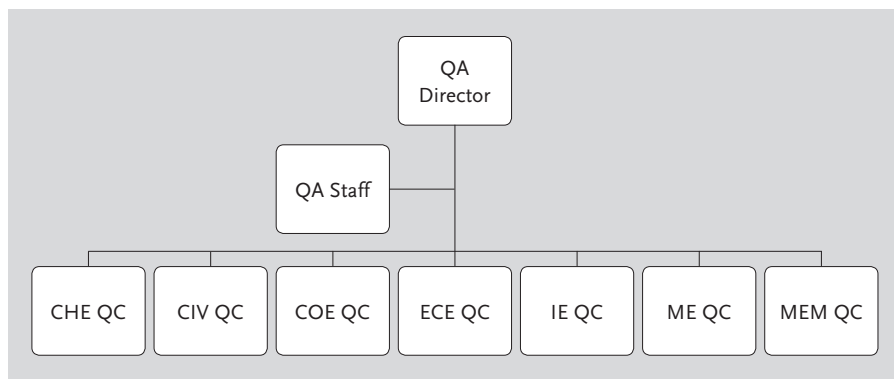 QA
Director
QA Staff
CHE QC
CIV QC
COE QC
ECE QC
IE QC
ME QC
MEM QC